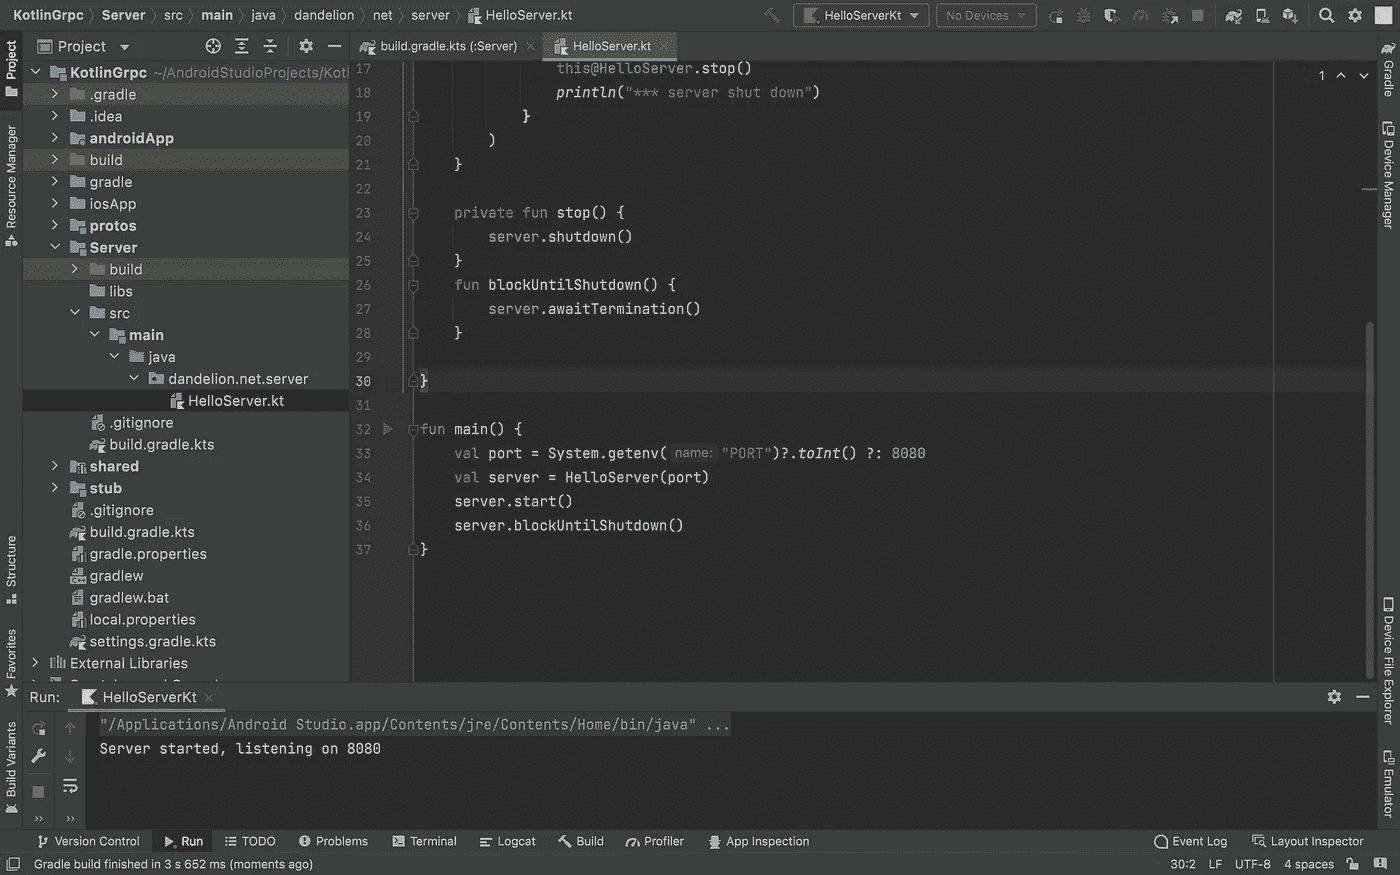 KotlinGrpc Server src main java dandelion net server HelloServer.kt
HelloServerKt
No Devices
Project
build.gradle.kts (:Server)
HelloServer.kt
Project
Resource Manager
Structure
Favorites
Build Variants
KotlinGrpc ~/AndroidStudioProjects/Kotl
.gradle
.idea
androidApp
build
gradle
iosApp
protos
Server
build
libs
src
main
java
dandelion.net.server
HelloServer.kt
.gitignore
build.gradle.kts
shared
stub
.gitignore
build.gradle.kts
gradle.properties
gradlew
gradlew.bat
local.properties
settings.gradle.kts
External Libraries
17 this@HelloServer.stop()
18 println("*** server shut down")
19 }
20 )
21 }
22
23 private fun stop() {
24 server.shutdown()
25 }
26 fun blockUntilShutdown() {
27 server.awaitTermination()
28 }
29
30 }
31
32 fun main() {
33 val port = System.getenv( name: "PORT")?.toInt() ?: 8080
34 val server = HelloServer(port)
35 server.start()
36 server.blockUntilShutdown()
37 }
1
Gradle
Device Manager
Device File Explorer
Emulator
Run: HelloServerKt
"/Applications/Android Studio.app/Contents/jre/Contents/Home/bin/java" ...
Server started, listening on 8080
Version Control Run TODO Problems Terminal Logcat Build Profiler App Inspection Event Log Layout Inspector
Gradle build finished in 3 s 652 ms (moments ago) 30:2 LF UTF-8 4 spaces